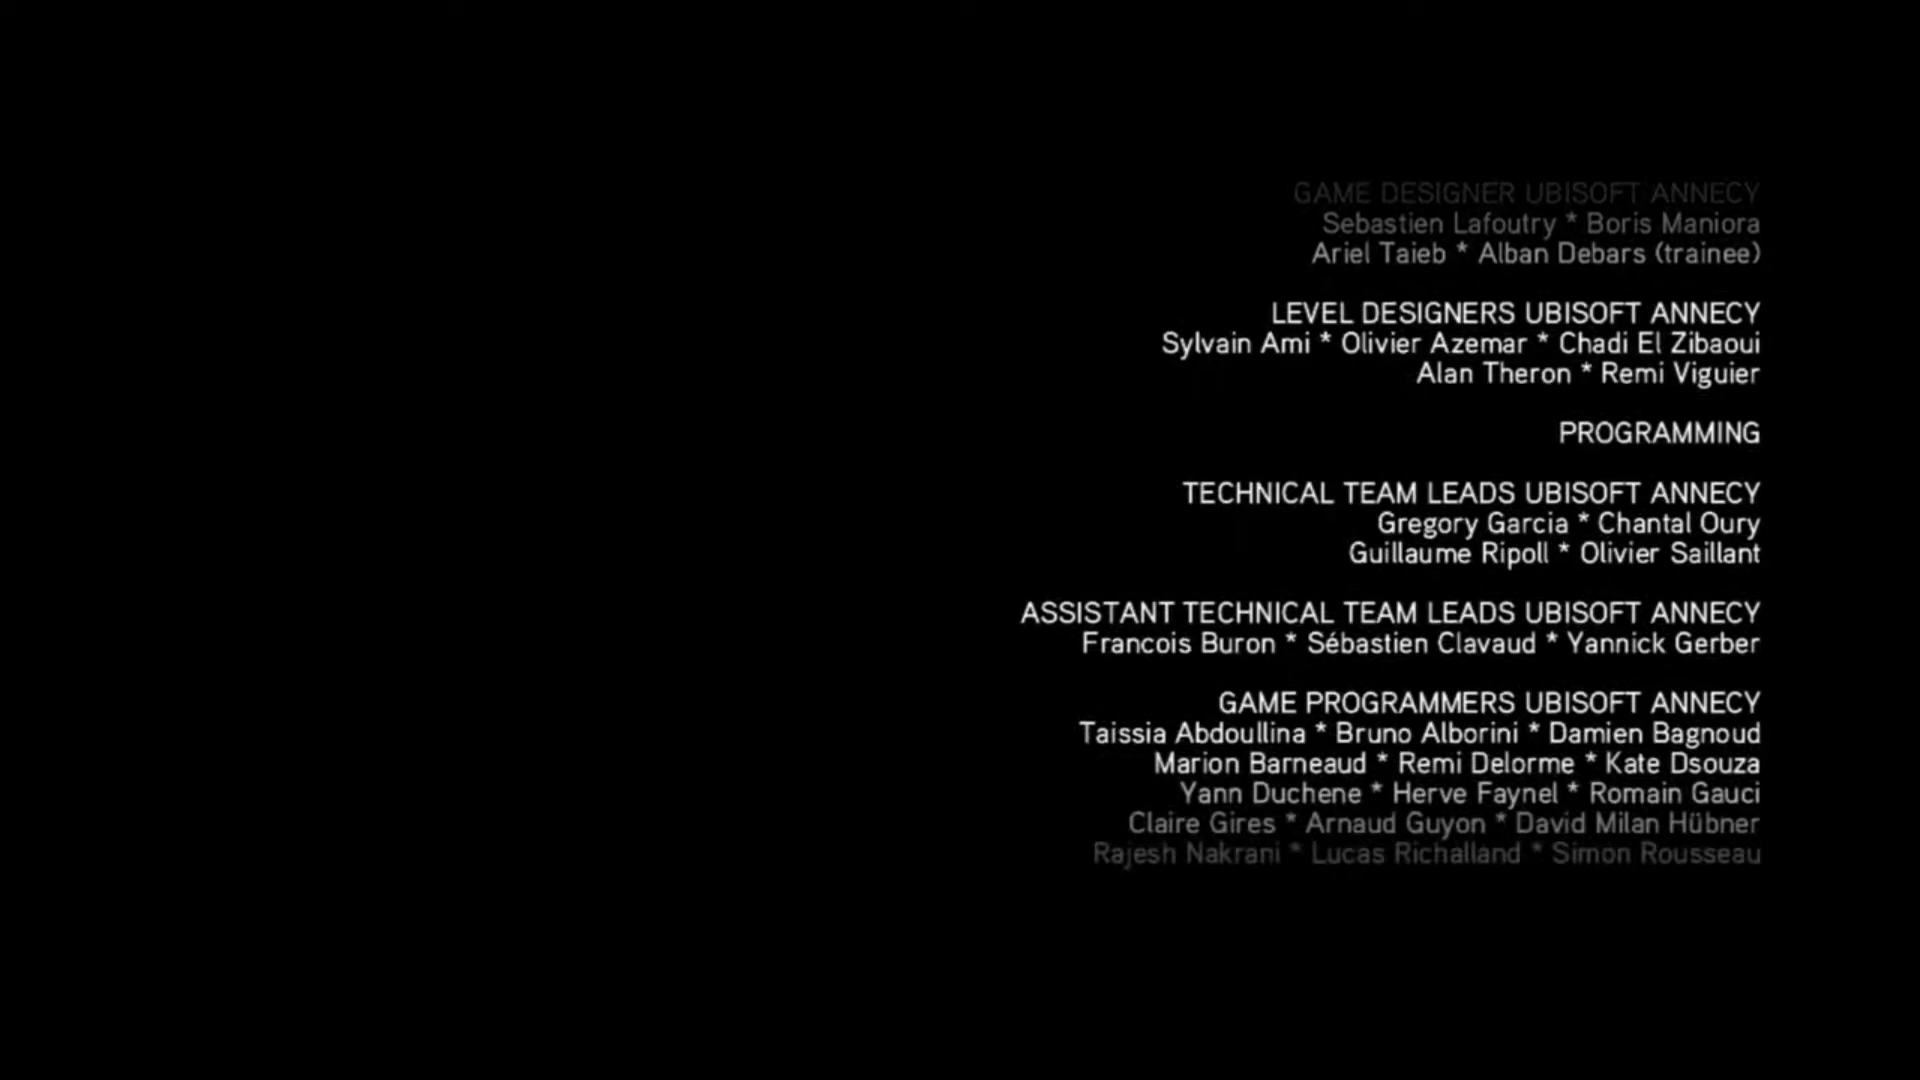 GAME DESIGNER UBISOFT ANNECY
Sebastien Lafoutry * Boris Maniora
Ariel Taieb * Alban Debars (trainee)
LEVEL DESIGNERS UBISOFT ANNECY
Sylvain Ami * Olivier Azemar * Chadi El Zibaoui
Alan Theron * Remi Viguier
PROGRAMMING
TECHNICAL TEAM LEADS UBISOFT ANNECY
Gregory Garcia * Chantal Oury
Guillaume Ripoll * Olivier Saillant
ASSISTANT TECHNICAL TEAM LEADS UBISOFT ANNECY
Francois Buron * Sébastien Clavaud * Yannick Gerber
GAME PROGRAMMERS UBISOFT ANNECY
Taissia Abdoullina * Bruno Alborini * Damien Bagnoud
Marion Barneaud * Remi Delorme * Kate Dsouza
Yann Duchene * Herve Faynel * Romain Gauci
Claire Gires * Arnaud Guyon * David Milan Hübner
Rajesh Nakrani * Lucas Richalland * Simon Rousseau